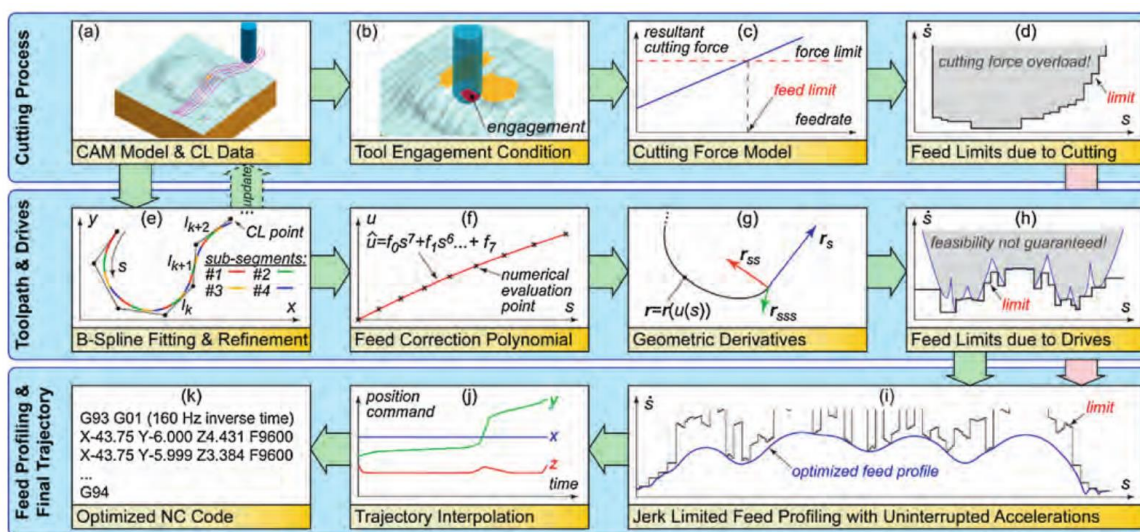 Cutting Process
(a)
CAM Model & CL Data
(b)
engagement
Tool Engagement Condition
resultant
cutting force
(c)
force limit
feed limit
feedrate
Cutting Force Model
ṡ
(d)
cutting force overload!
limit
s
Feed Limits due to Cutting
update
Toolpath & Drives
y
(e)
l_{k+2}
...
CL point
s
l_{k+1}
sub-segments:
#1 #2
#3 #4
l_k
x
B-Spline Fitting & Refinement
u
(f)
û=f₀s⁷+f₁s⁶...+f₇
numerical
evaluation
point
s
Feed Correction Polynomial
(g)
r_s
r_{ss}
r=r(u(s))
r_{sss}
Geometric Derivatives
ṡ
(h)
feasibility not guaranteed!
limit
s
Feed Limits due to Drives
Feed Profiling &
Final Trajectory
(k)
G93 G01 (160 Hz inverse time)
X-43.75 Y-6.000 Z4.431 F9600
X-43.75 Y-5.999 Z3.384 F9600
...
G94
Optimized NC Code
position
command
(j)
y
x
z
time
Trajectory Interpolation
ṡ
(i)
limit
optimized feed profile
s
Jerk Limited Feed Profiling with Uninterrupted Accelerations